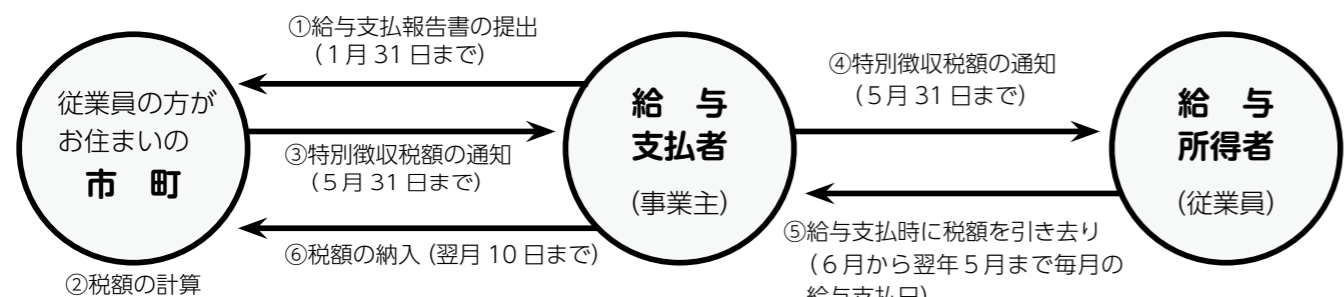 ①給与支払報告書の提出
(1月31日まで)
従業員の方が
お住まいの
市 町
②税額の計算
③特別徴収税額の通知
(5月31日まで)
⑥税額の納入(翌月10日まで)
給 与
支払者
(事業主)
④特別徴収税額の通知
(5月31日まで)
給 与
所得者
(従業員)
⑤給与支払時に税額を引き去り
(6月から翌年5月まで毎月の
給与支払日)